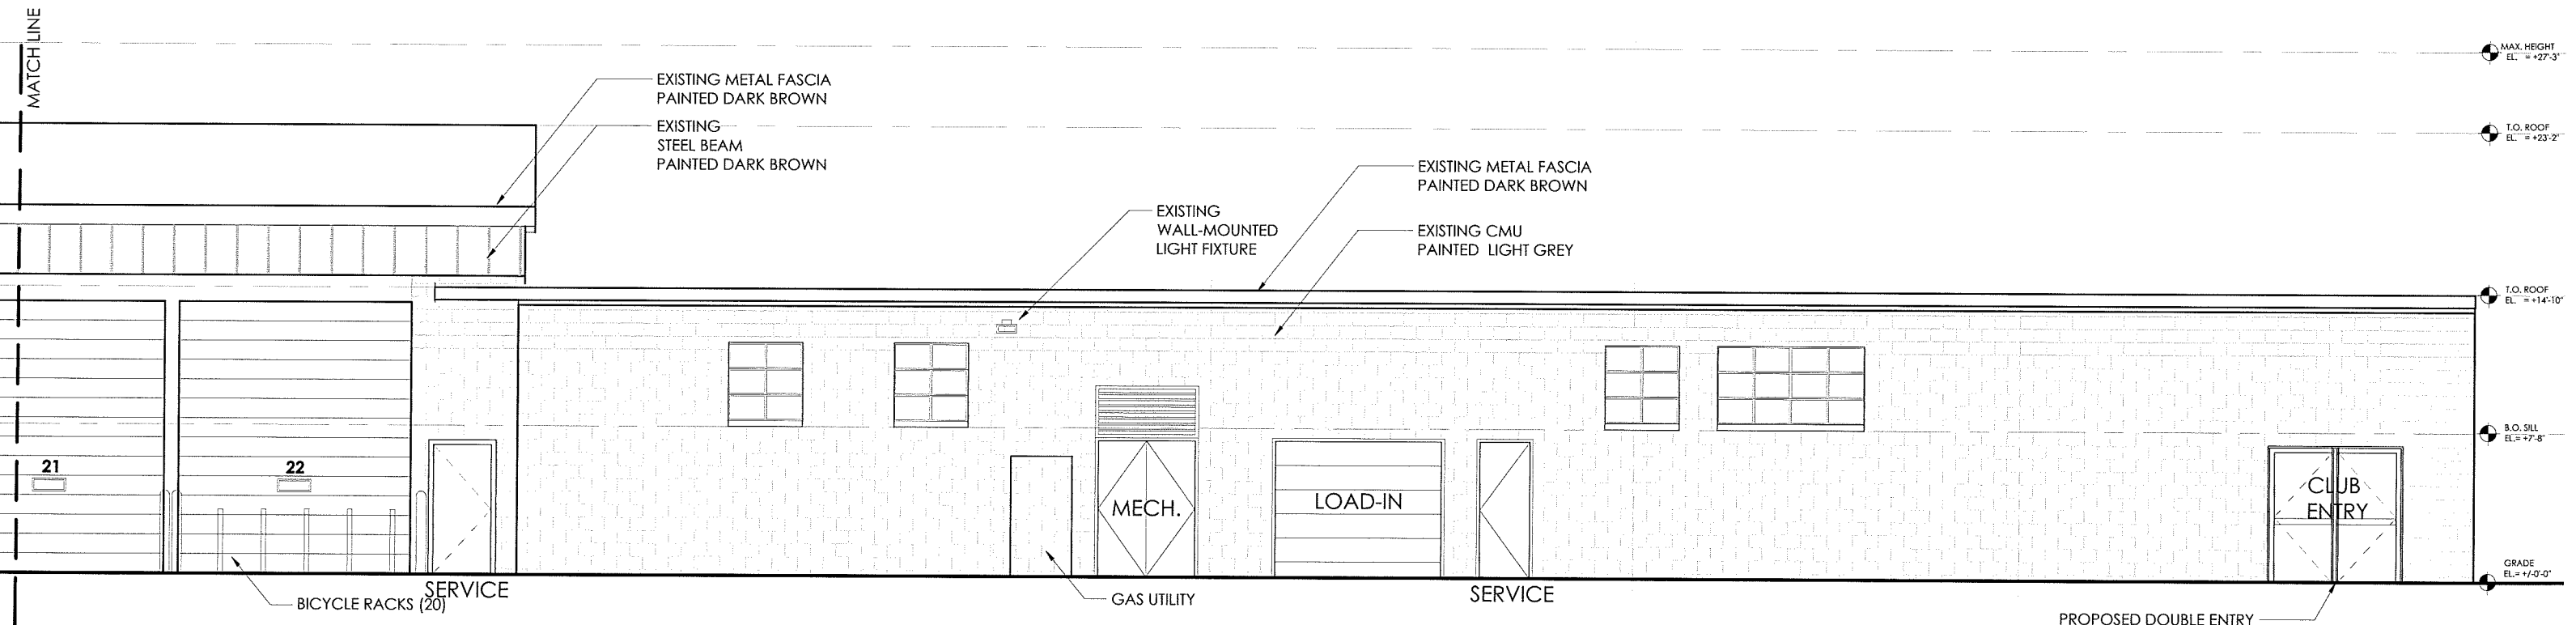 MATCH LINE
MAX. HEIGHT
EL. = +27'-3"
EXISTING METAL FASCIA
PAINTED DARK BROWN
EXISTING
STEEL BEAM
PAINTED DARK BROWN
T.O. ROOF
EL. = +23'-2"
EXISTING METAL FASCIA
PAINTED DARK BROWN
EXISTING
WALL-MOUNTED
LIGHT FIXTURE
EXISTING CMU
PAINTED LIGHT GREY
T.O. ROOF
EL. = +14'-10"
B.O. SILL
EL.= +7'-8"
21
22
MECH.
LOAD-IN
CLUB
ENTRY
GRADE
EL.= +/-0'-0"
SERVICE
BICYCLE RACKS (20)
GAS UTILITY
SERVICE
PROPOSED DOUBLE ENTRY